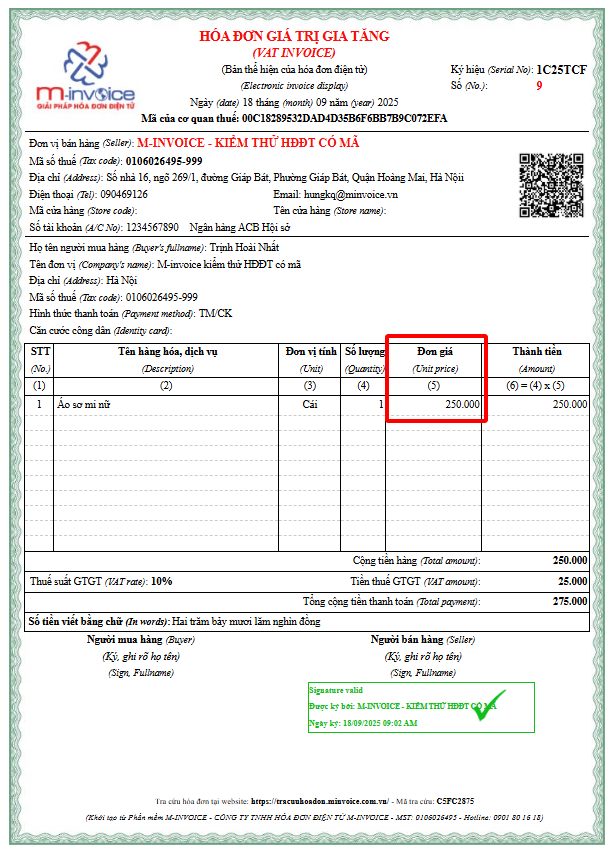 HÓA ĐƠN GIÁ TRỊ GIA TĂNG
(VAT INVOICE)
(Bản thể hiện của hóa đơn điện tử)
(Electronic invoice display)
Ngày (date) 18 tháng (month) 09 năm (year) 2025
Mã của cơ quan thuế: 00C18289532DAD4D35B6F6BB7B9C072EFA
Ký hiệu (Serial No): 1C25TCF
Số (No.): 9
m-invoice
GIẢI PHÁP HÓA ĐƠN ĐIỆN TỬ
Đơn vị bán hàng (Seller): M-INVOICE - KIỂM THỬ HĐĐT CÓ MÃ
Mã số thuế (Tax code): 0106026495-999
Địa chỉ (Address): Số nhà 16, ngõ 269/1, đường Giáp Bát, Phường Giáp Bát, Quận Hoàng Mai, Hà Nội
Điện thoại (Tel): 090469126 Email: hungkq@minvoice.vn
Mã cửa hàng (Store code): Tên cửa hàng (Store name):
Số tài khoản (A/C No): 1234567890 Ngân hàng ACB Hội sở
Họ tên người mua hàng (Buyer's fullname): Trịnh Hoài Nhất
Tên đơn vị (Company's name): M-invoice kiểm thử HĐĐT có mã
Địa chỉ (Address): Hà Nội
Mã số thuế (Tax code): 0106026495-999
Hình thức thanh toán (Payment method): TM/CK
Căn cước công dân (Identity card):
STT Tên hàng hóa, dịch vụ Đơn vị tính Số lượng Đơn giá Thành tiền
(No.) (Description) (Unit) (Quantity) (Unit price) (Amount)
(1) (2) (3) (4) (5) (6) = (4) x (5)
1 Áo sơ mi nữ Cái 1 250.000 250.000
Cộng tiền hàng (Total amount): 250.000
Thuế suất GTGT (VAT rate): 10% Tiền thuế GTGT (VAT amount): 25.000
Tổng cộng tiền thanh toán (Total payment): 275.000
Số tiền viết bằng chữ (In words): Hai trăm bảy mươi lăm nghìn đồng
Người mua hàng (Buyer) Người bán hàng (Seller)
(Ký, ghi rõ họ tên) (Ký, ghi rõ họ tên)
(Sign, Fullname) (Sign, Fullname)
Signature valid
Được ký bởi: M-INVOICE - KIỂM THỬ HĐĐT CÓ MÃ
Ngày ký: 18/09/2025 09:02 AM
Tra cứu hóa đơn tại website: https://tracuuhoadon.minvoice.com.vn/ - Mã tra cứu: C5FC2875
(Khởi tạo từ Phần mềm M-INVOICE - CÔNG TY TNHH HÓA ĐƠN ĐIỆN TỬ M-INVOICE - MST: 0106026495 - Hotline: 0901 80 16 18)